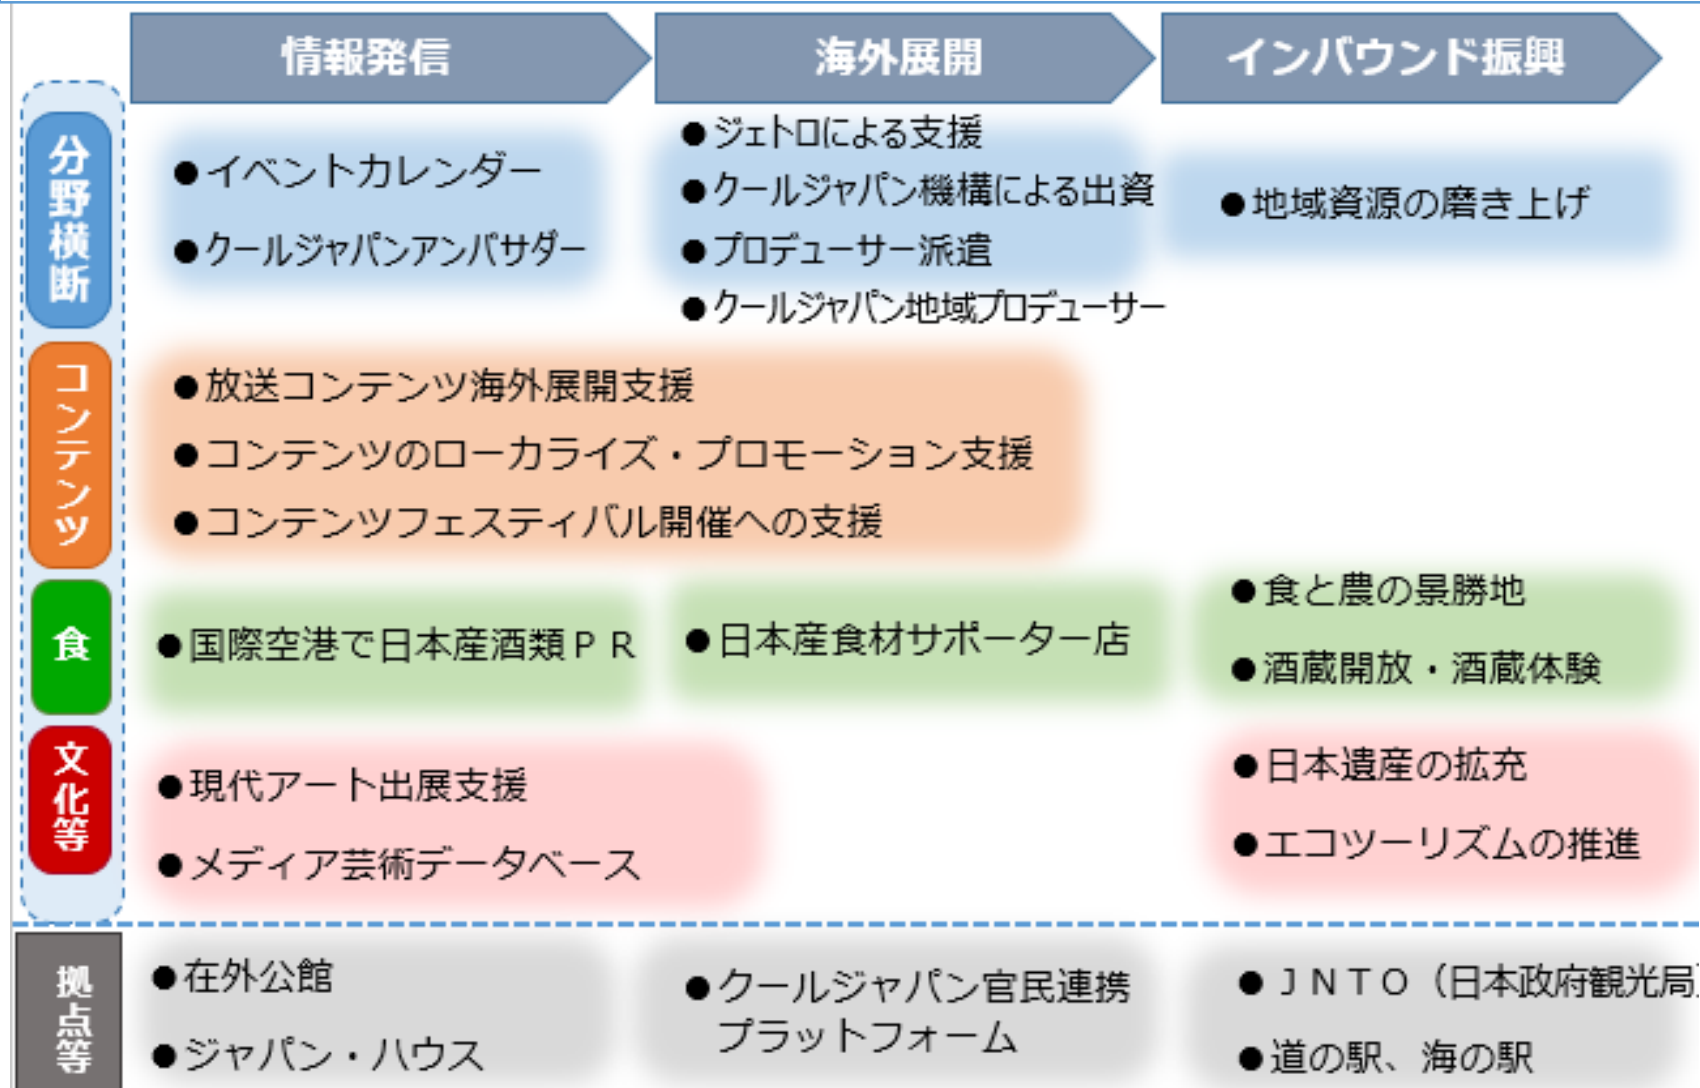 情報発信
海外展開
インバウンド振興
分野横断
●イベントカレンダー
●クールジャパンアンバサダー
●ジェトロによる支援
●クールジャパン機構による出資
●プロデューサー派遣
●クールジャパン地域プロデューサー
●地域資源の磨き上げ
コンテンツ
●放送コンテンツ海外展開支援
●コンテンツのローカライズ・プロモーション支援
●コンテンツフェスティバル開催への支援
食
●国際空港で日本産酒類ＰＲ
●日本産食材サポーター店
●食と農の景勝地
●酒蔵開放・酒蔵体験
文化等
●現代アート出展支援
●メディア芸術データベース
●日本遺産の拡充
●エコツーリズムの推進
拠点等
●在外公館
●ジャパン・ハウス
●クールジャパン官民連携
プラットフォーム
●ＪＮＴＯ（日本政府観光局）
●道の駅、海の駅